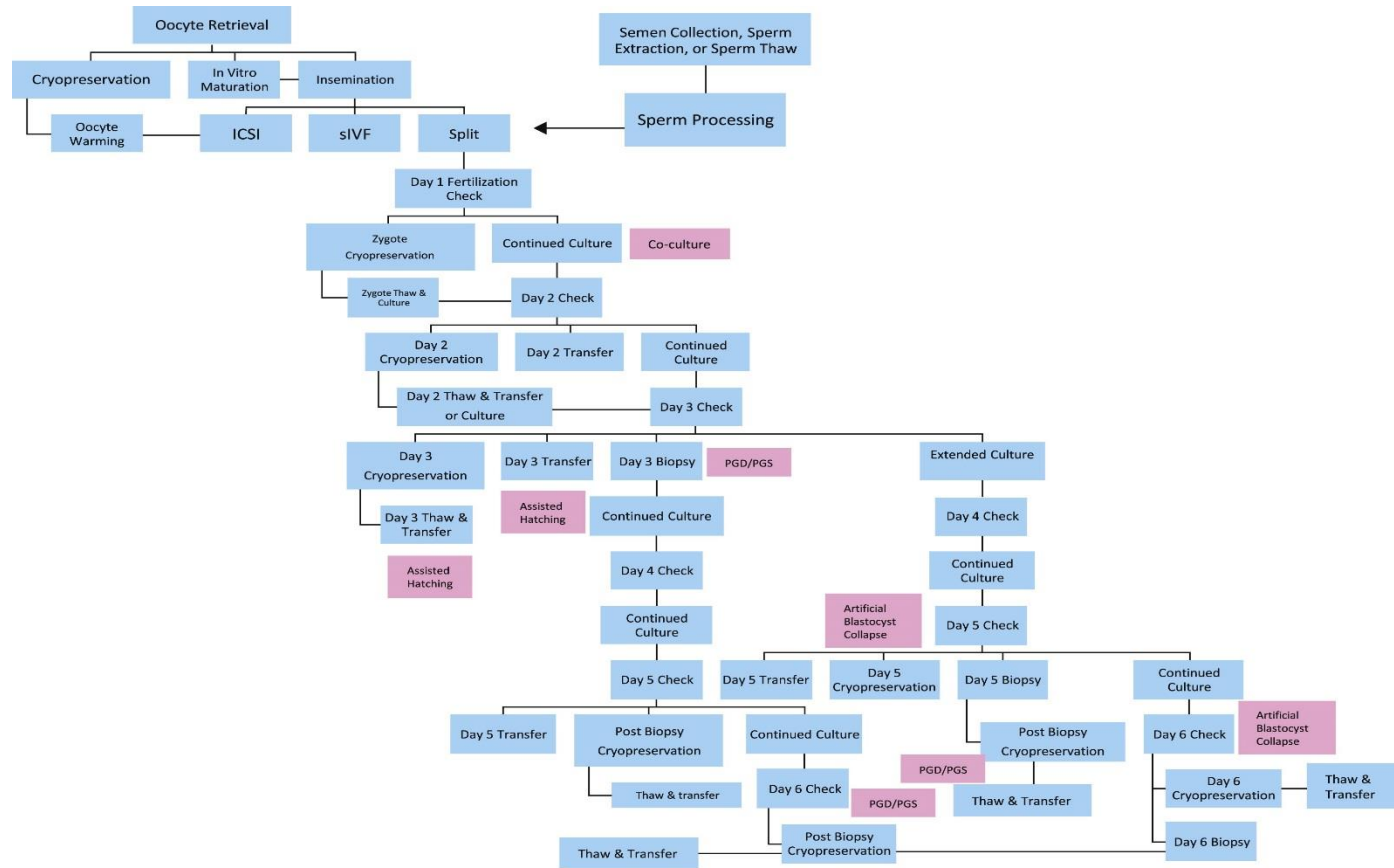 Oocyte Retrieval
Semen Collection, Sperm
Extraction, or Sperm Thaw
Cryopreservation
In Vitro
Maturation
Insemination
Sperm Processing
Oocyte
Warming
ICSI
sIVF
Split
Day 1 Fertilization
Check
Zygote
Cryopreservation
Continued Culture
Co-culture
Zygote Thaw &
Culture
Day 2 Check
Day 2
Cryopreservation
Day 2 Transfer
Continued
Culture
Day 2 Thaw & Transfer
or Culture
Day 3 Check
Day 3
Cryopreservation
Day 3 Transfer
Day 3 Biopsy
PGD/PGS
Extended Culture
Day 3 Thaw &
Transfer
Assisted
Hatching
Continued Culture
Day 4 Check
Assisted
Hatching
Day 4 Check
Continued
Culture
Continued
Culture
Artificial
Blastocyst
Collapse
Day 5 Check
Day 5 Check
Day 5 Transfer
Day 5
Cryopreservation
Day 5 Biopsy
Continued
Culture
Day 5 Transfer
Post Biopsy
Cryopreservation
Continued Culture
Post Biopsy
Cryopreservation
Day 6 Check
Artificial
Blastocyst
Collapse
Thaw & transfer
Day 6 Check
PGD/PGS
PGD/PGS
Thaw & Transfer
Day 6
Cryopreservation
Thaw &
Transfer
Thaw & Transfer
Post Biopsy
Cryopreservation
Day 6 Biopsy